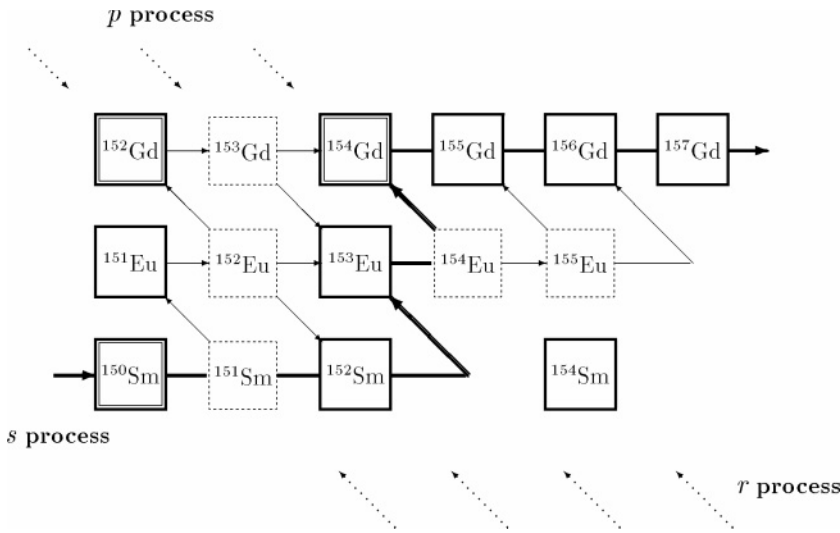 p process
¹⁵²Gd ¹⁵³Gd ¹⁵⁴Gd ¹⁵⁵Gd ¹⁵⁶Gd ¹⁵⁷Gd
¹⁵¹Eu ¹⁵²Eu ¹⁵³Eu ¹⁵⁴Eu ¹⁵⁵Eu
¹⁵⁰Sm ¹⁵¹Sm ¹⁵²Sm ¹⁵⁴Sm
s process
r process